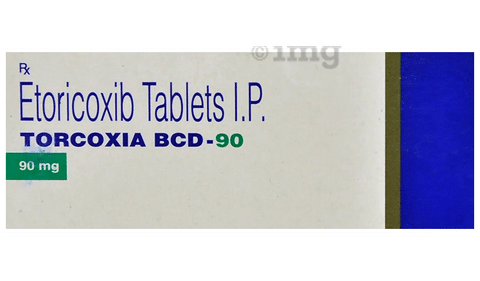 ©1mg
Rx
Etoricoxib Tablets I.P.
TORCOXIA BCD-90
90 mg